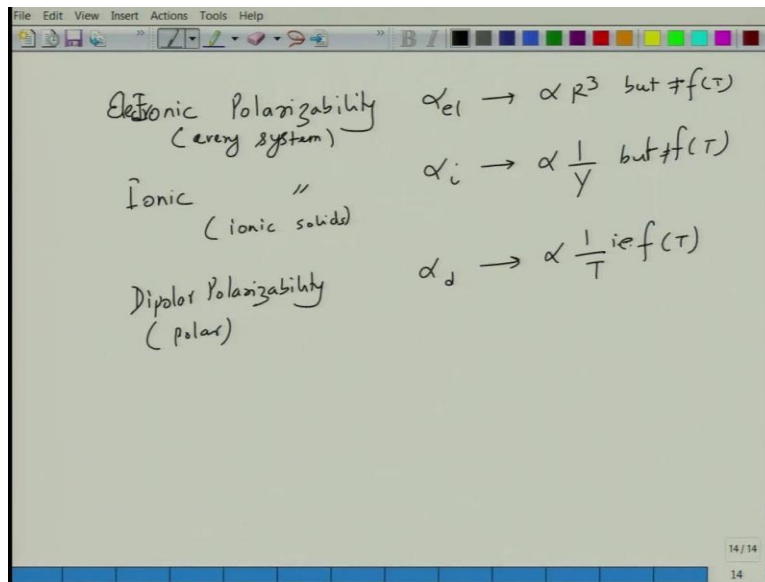 File Edit View Insert Actions Tools Help
Electronic Polarizability α_el → ∝ R³ but ≠ f(T)
(every system)
Ionic " α_i → ∝ 1/Y but ≠ f(T)
(ionic solids)
Dipolar Polarizability α_d → ∝ 1/T ie. f(T)
(polar)
14/14
14